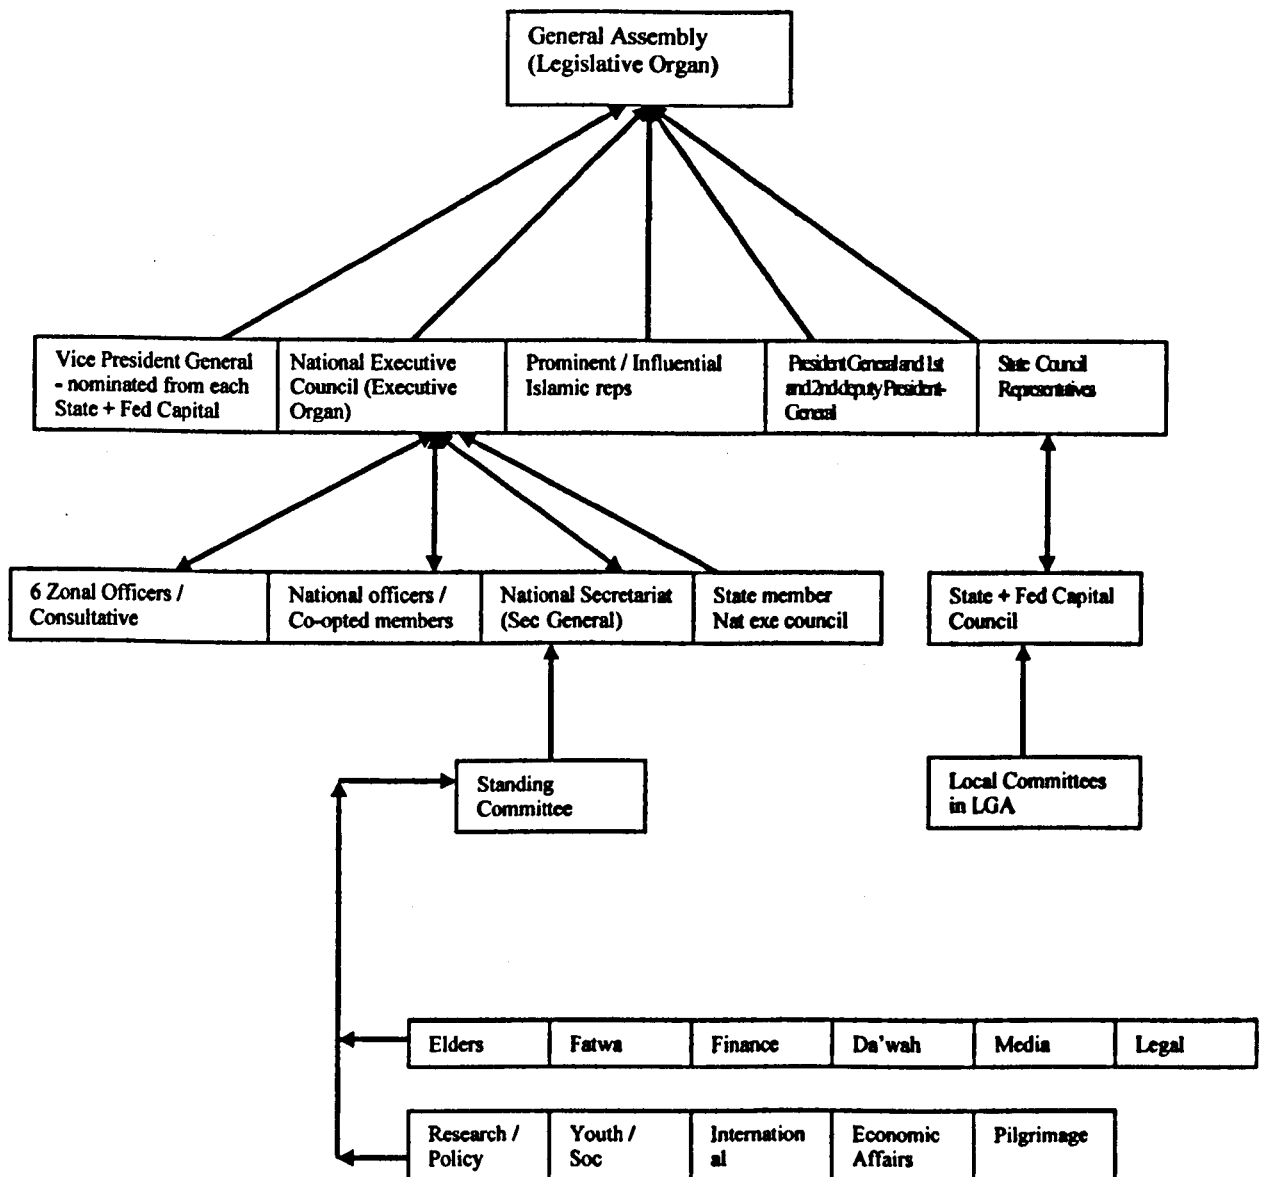 General Assembly
(Legislative Organ)
Vice President General
- nominated from each
State + Fed Capital
National Executive
Council (Executive
Organ)
Prominent / Influential
Islamic reps
President General and 1st
and 2nd deputy President-
General
State Council
Representatives
6 Zonal Officers /
Consultative
National officers /
Co-opted members
National Secretariat
(Sec General)
State member
Nat exe council
State + Fed Capital
Council
Standing
Committee
Local Committees
in LGA
Elders
Fatwa
Finance
Da'wah
Media
Legal
Research /
Policy
Youth /
Soc
Internation
al
Economic
Affairs
Pilgrimage